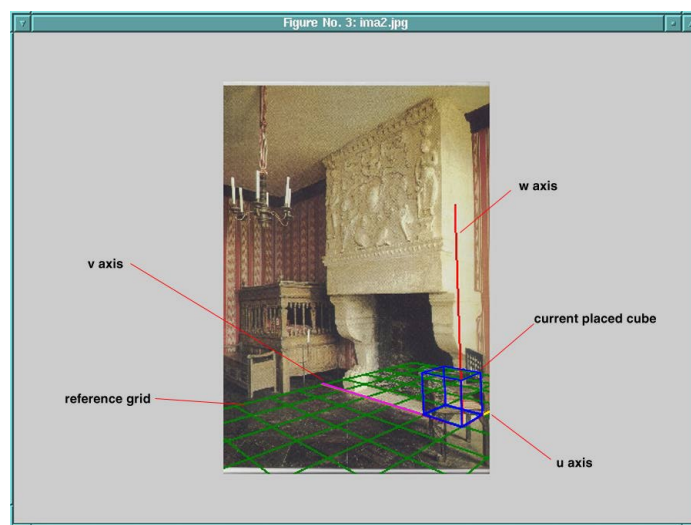 Figure No. 3: ima2.jpg
w axis
v axis
current placed cube
reference grid
u axis